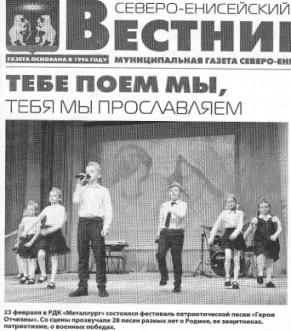 СЕВЕРО-ЕНИСЕЙСКИЙ
ВЕСТНИ
ГАЗЕТА ОСНОВАНА В 1996 ГОДУ
МУНИЦИПАЛЬНАЯ ГАЗЕТА СЕВЕРО-ЕНИ
ТЕБЕ ПОЕМ МЫ,
ТЕБЯ МЫ ПРОСЛАВЛЯЕМ
23 февраля в РДК «Металлург» состоялся фестиваль патриотической песни «Герои
Отчизны». Со сцены прозвучали 28 песен разных лет о Родине, ее защитниках,
патриотизме, о военных победах.